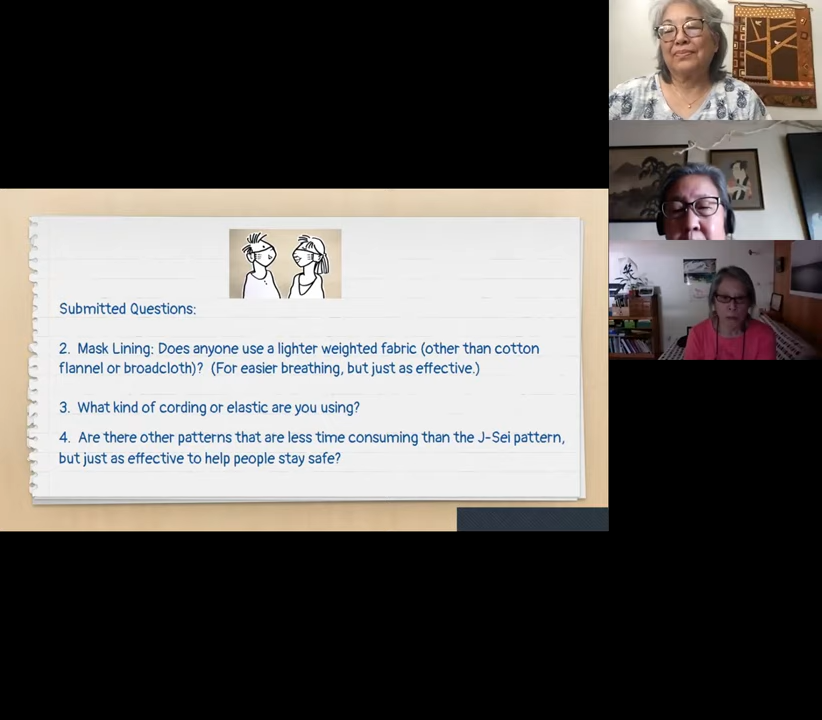 Submitted Questions:
2. Mask Lining: Does anyone use a lighter weighted fabric (other than cotton
flannel or broadcloth)? (For easier breathing, but just as effective.)
3. What kind of cording or elastic are you using?
4. Are there other patterns that are less time consuming than the J-Sei pattern,
but just as effective to help people stay safe?